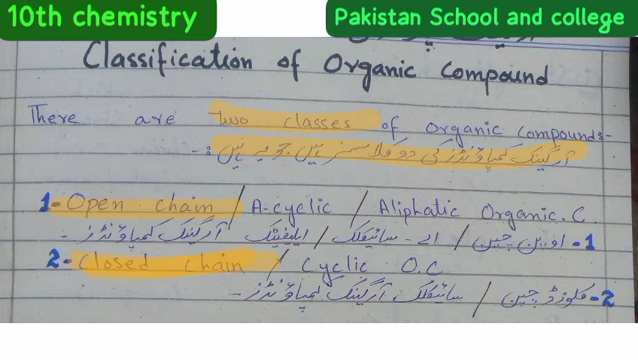 10th chemistry
Pakistan School and college
Classification of Organic Compound
There are two classes of organic compounds:-
آرگینک کمپاؤنڈز کی دو کلاسز ہیں جو یہ ہیں :-
1- Open chain / A-cyclic / Aliphatic Organic.C.
1- اوپن چین / اے۔ سائیکلک / ایلیفیٹک آرگینک کمپاؤنڈز -
2- Closed chain / Cyclic O.C
2- کلوزڈ چین / سائیکلک آرگینک کمپاؤنڈز -